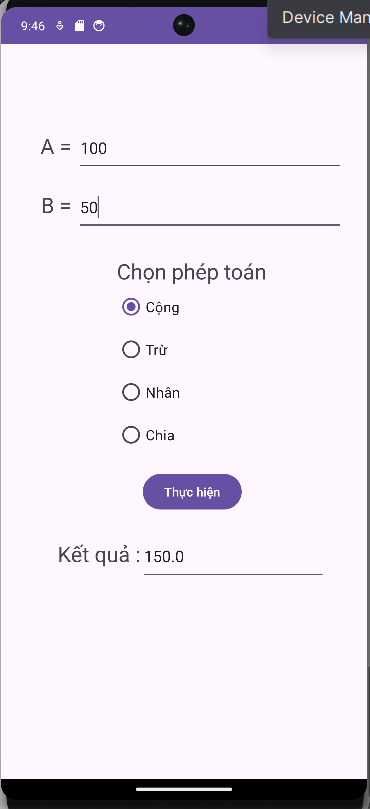 Device Man
9:46
A = 100
B = 50
Chọn phép toán
Cộng
Trừ
Nhân
Chia
Thực hiện
Kết quả : 150.0